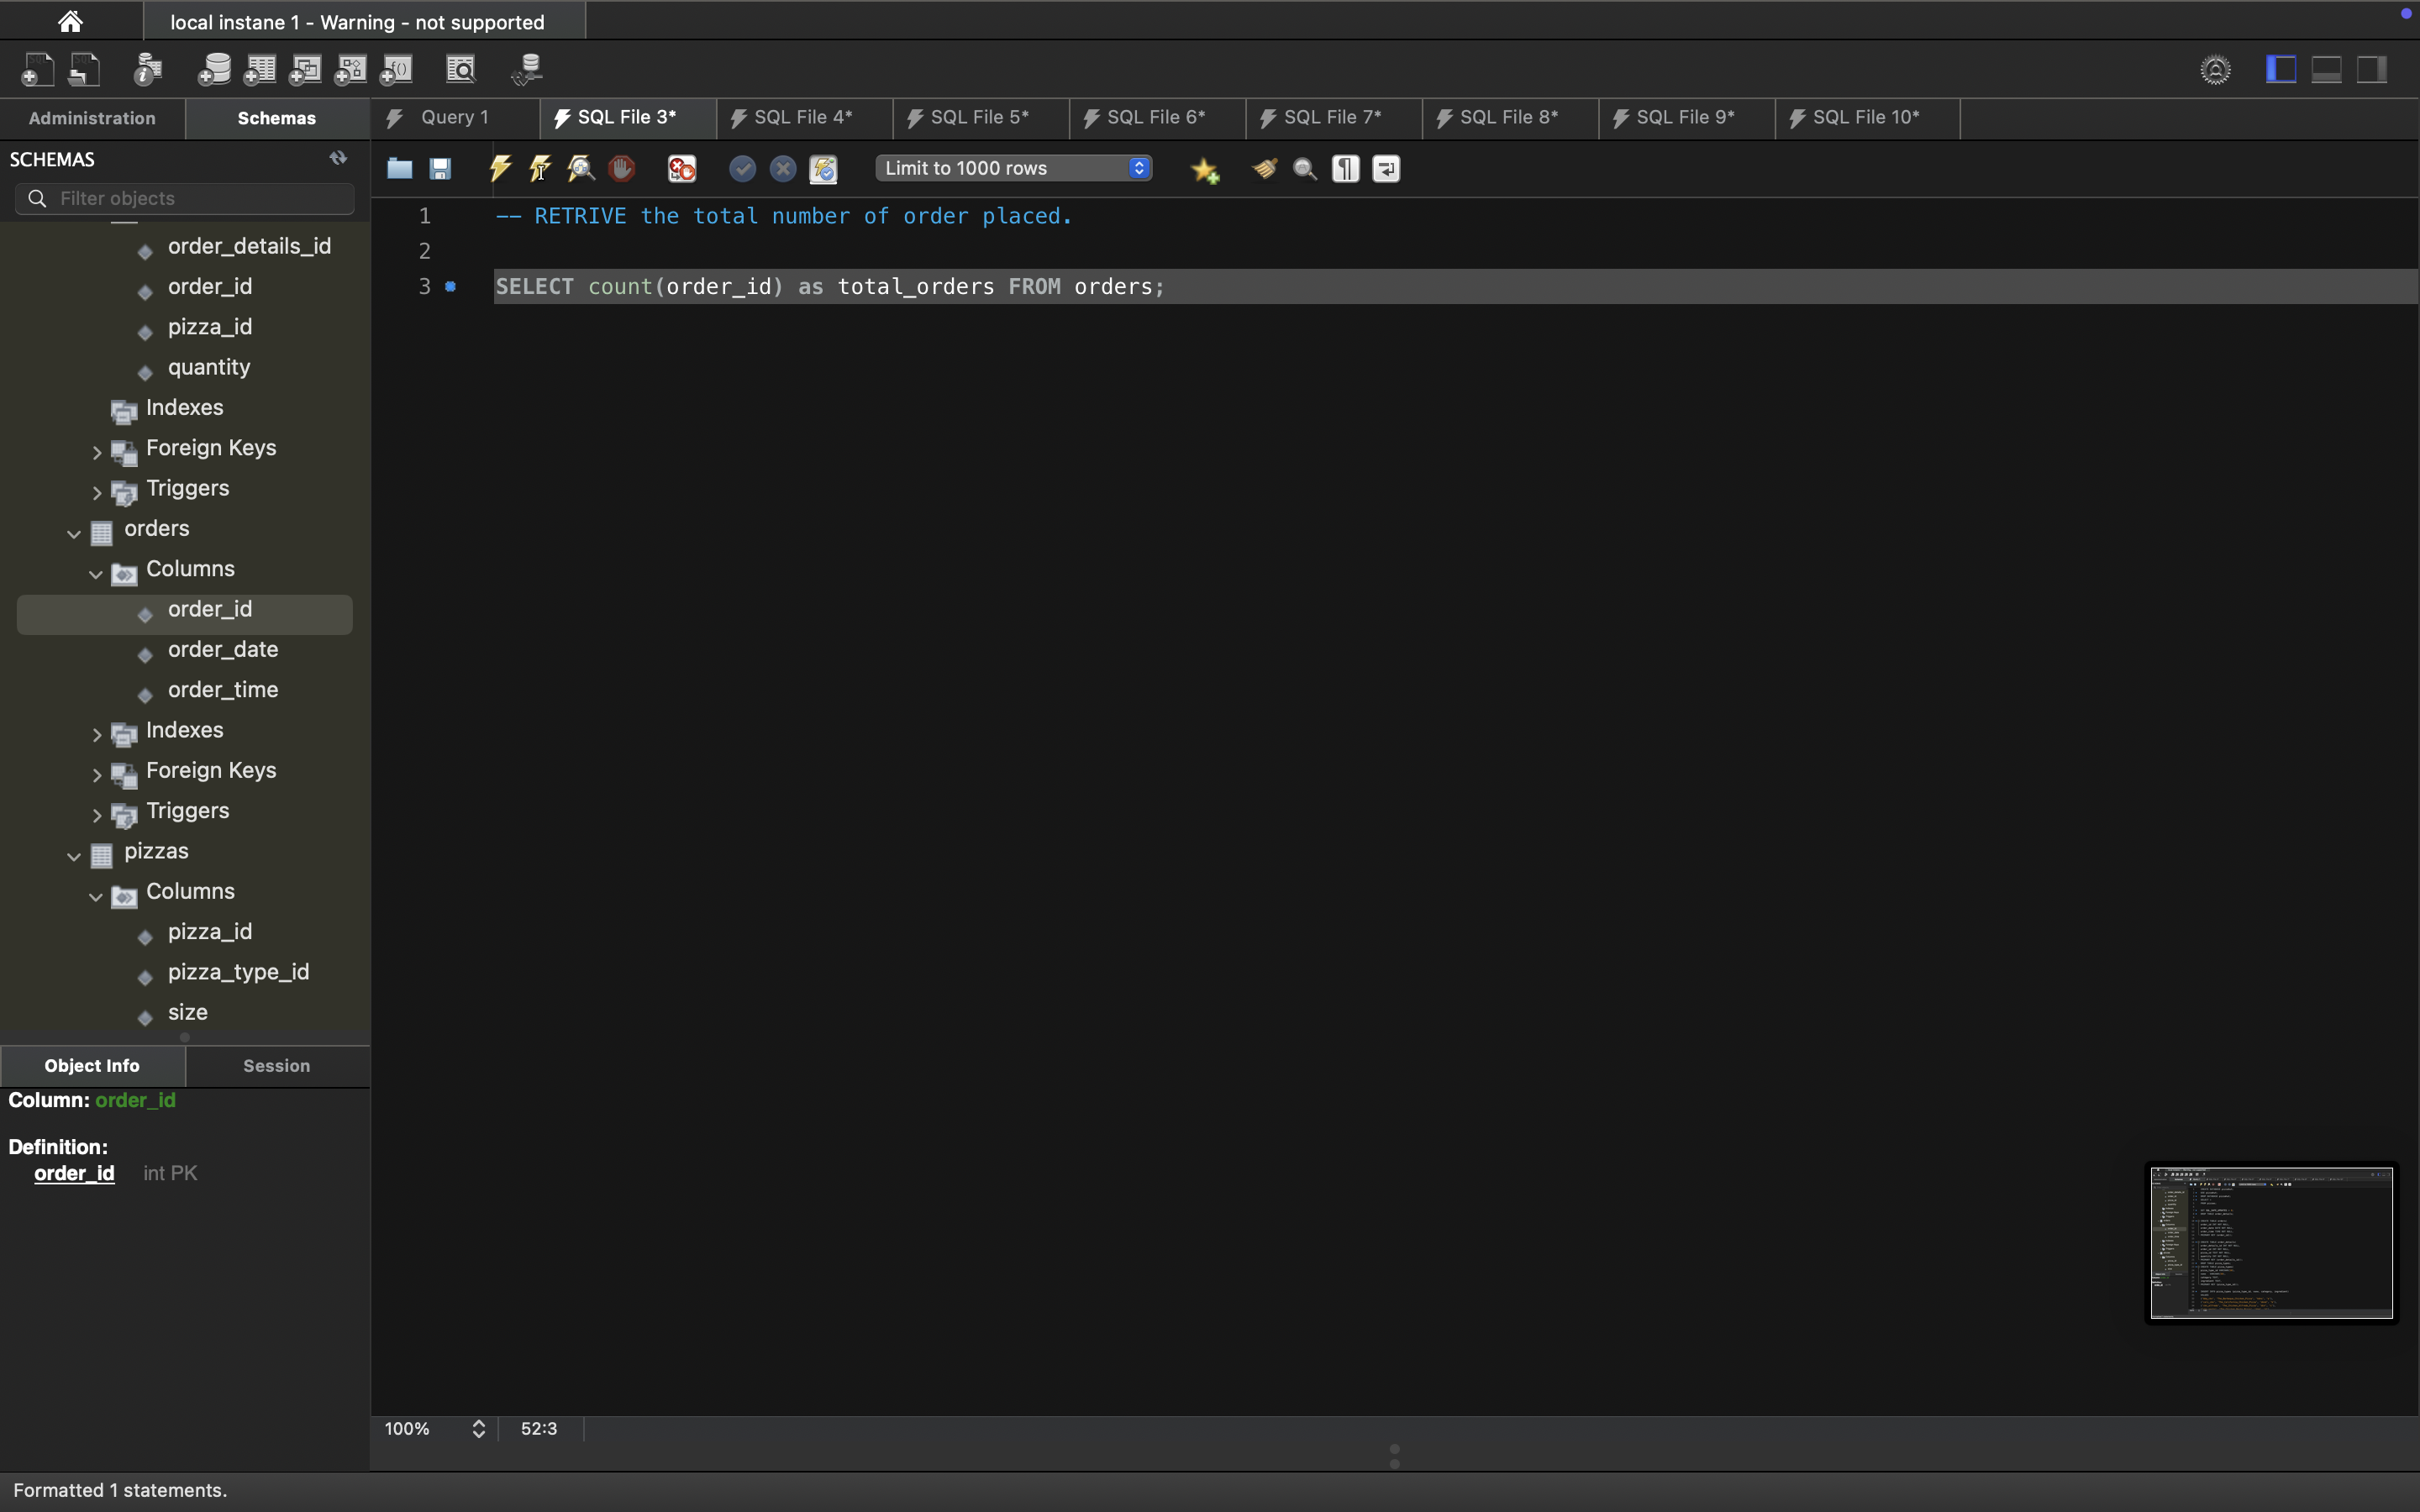 local instane 1 - Warning - not supported
Administration
Schemas
Query 1
SQL File 3*
SQL File 4*
SQL File 5*
SQL File 6*
SQL File 7*
SQL File 8*
SQL File 9*
SQL File 10*
SCHEMAS
Limit to 1000 rows
Filter objects
order_details_id
order_id
pizza_id
quantity
Indexes
Foreign Keys
Triggers
orders
Columns
order_id
order_date
order_time
Indexes
Foreign Keys
Triggers
pizzas
Columns
pizza_id
pizza_type_id
size
1 -- RETRIVE the total number of order placed.
2
3 SELECT count(order_id) as total_orders FROM orders;
Object Info
Session
Column: order_id
Definition:
order_id int PK
100% 52:3
Formatted 1 statements.